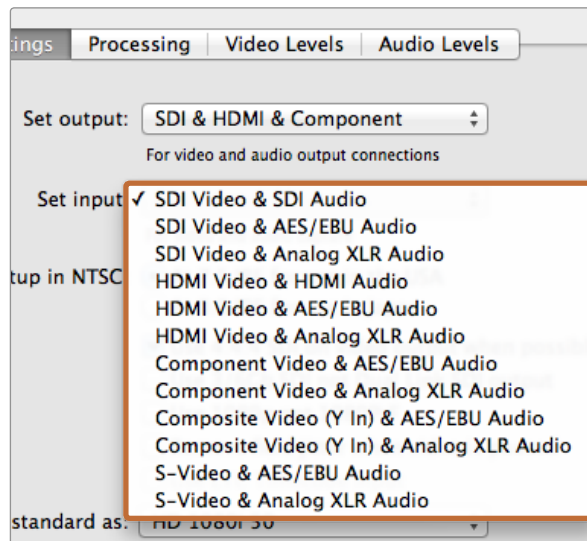 ings Processing Video Levels Audio Levels
Set output: SDI & HDMI & Component
For video and audio output connections
Set input ✓ SDI Video & SDI Audio
SDI Video & AES/EBU Audio
SDI Video & Analog XLR Audio
tup in NTSC
HDMI Video & HDMI Audio
HDMI Video & AES/EBU Audio
HDMI Video & Analog XLR Audio
Component Video & AES/EBU Audio
Component Video & Analog XLR Audio
Composite Video (Y In) & AES/EBU Audio
Composite Video (Y In) & Analog XLR Audio
S-Video & AES/EBU Audio
S-Video & Analog XLR Audio
standard as: HD 1080i 50